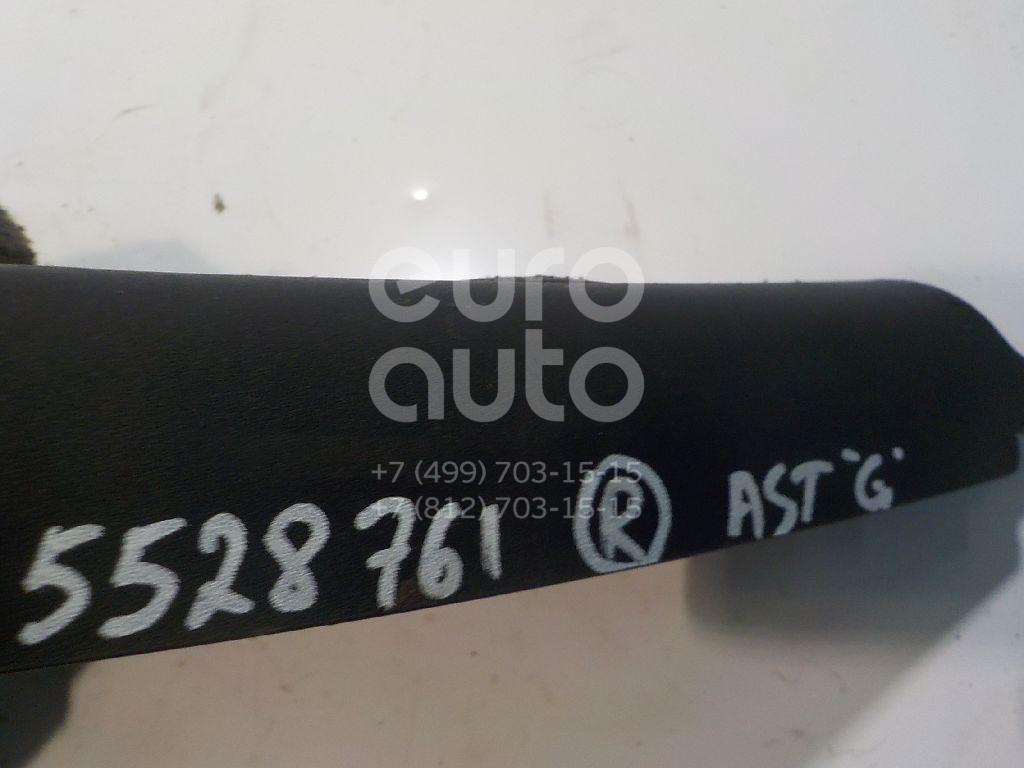 euro
auto
+7 (499) 703-15-15
+7 (812) 703-15-15
5528761 R AST "G"